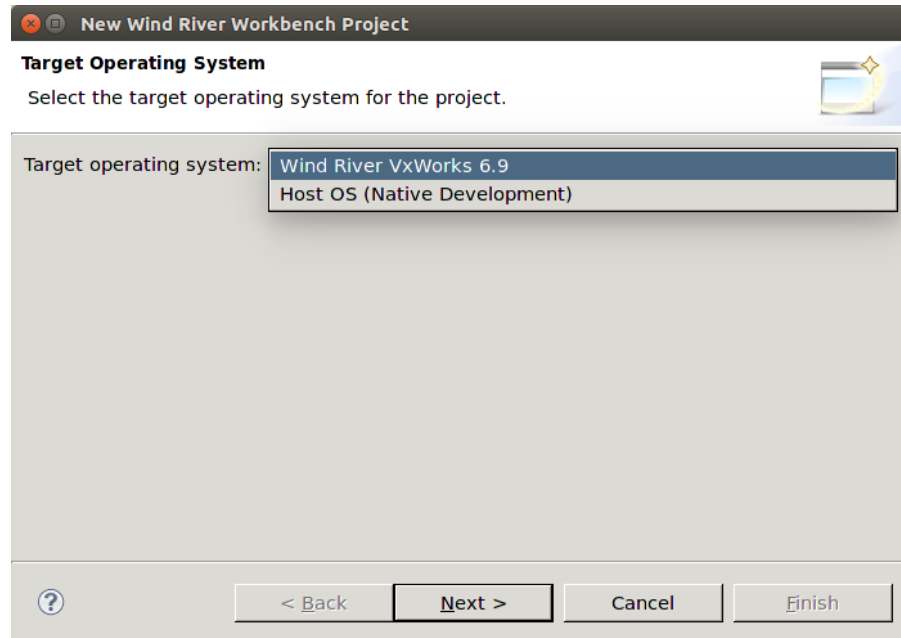 New Wind River Workbench Project
Target Operating System
Select the target operating system for the project.
Target operating system:
Wind River VxWorks 6.9
Host OS (Native Development)
? < Back Next > Cancel Finish